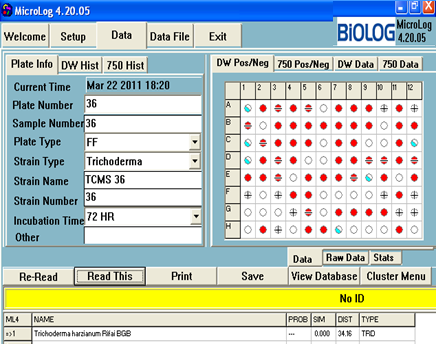 MicroLog 4.20.05
Welcome Setup Data Data File Exit
BiOLOG MicroLog 4.20.05
Plate Info DW Hist 750 Hist
Current Time Mar 22 2011 18:20
Plate Number 36
Sample Number 36
Plate Type FF
Strain Type Trichoderma
Strain Name TCMS 36
Strain Number 36
Incubation Time 72 HR
Other
DW Pos/Neg 750 Pos/Neg DW Data 750 Data
1 2 3 4 5 6 7 8 9 10 11 12
A
B
C
D
E
F
G
H
Data Raw Data Stats
Re-Read Read This Print Save View Database Cluster Menu
No ID
ML4 NAME PROB SIM DIST TYPE
=>1 Trichoderma harzianum Rifai BGB --- 0.000 34.16 TRD